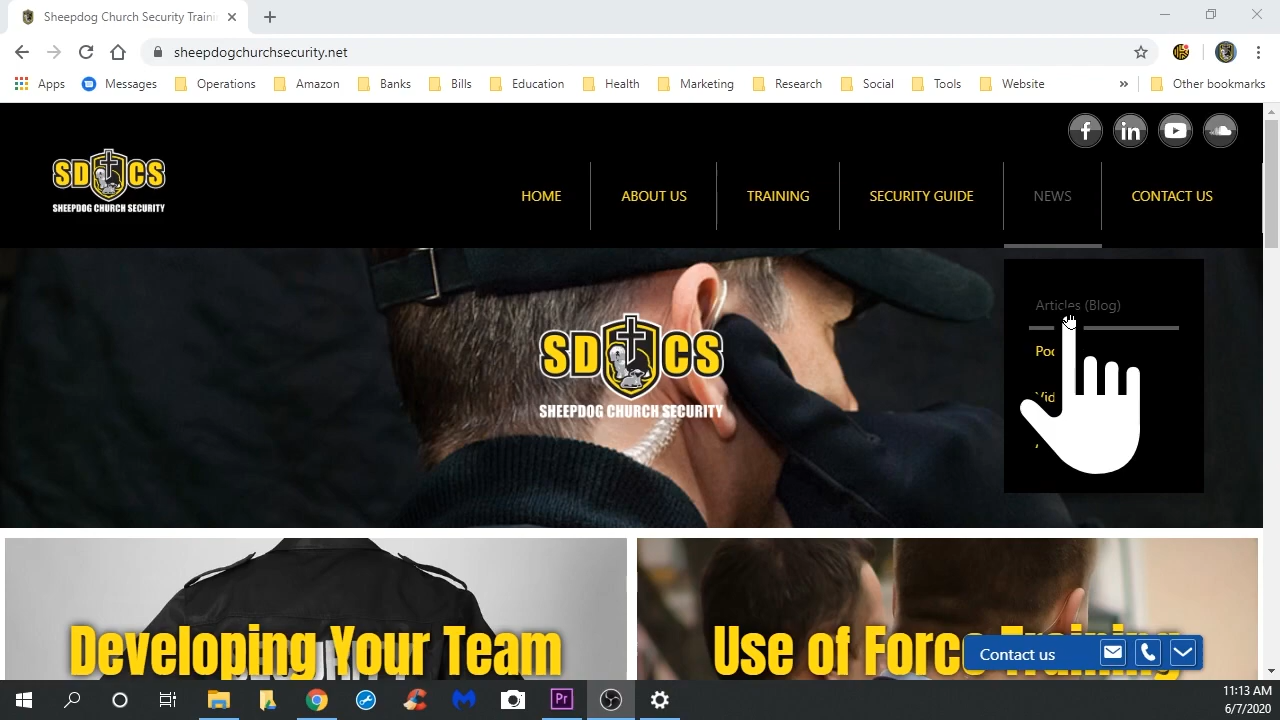 Sheepdog Church Security Traini
sheepdogchurchsecurity.net
Apps Messages Operations Amazon Banks Bills Education Health Marketing Research Social Tools Website » Other bookmarks
SD CS
SHEEPDOG CHURCH SECURITY
HOME ABOUT US TRAINING SECURITY GUIDE NEWS CONTACT US
Articles (Blog)
SD CS
SHEEPDOG CHURCH SECURITY
Developing Your Team
Use of Force Training
Contact us
Pr
11:13 AM
6/7/2020